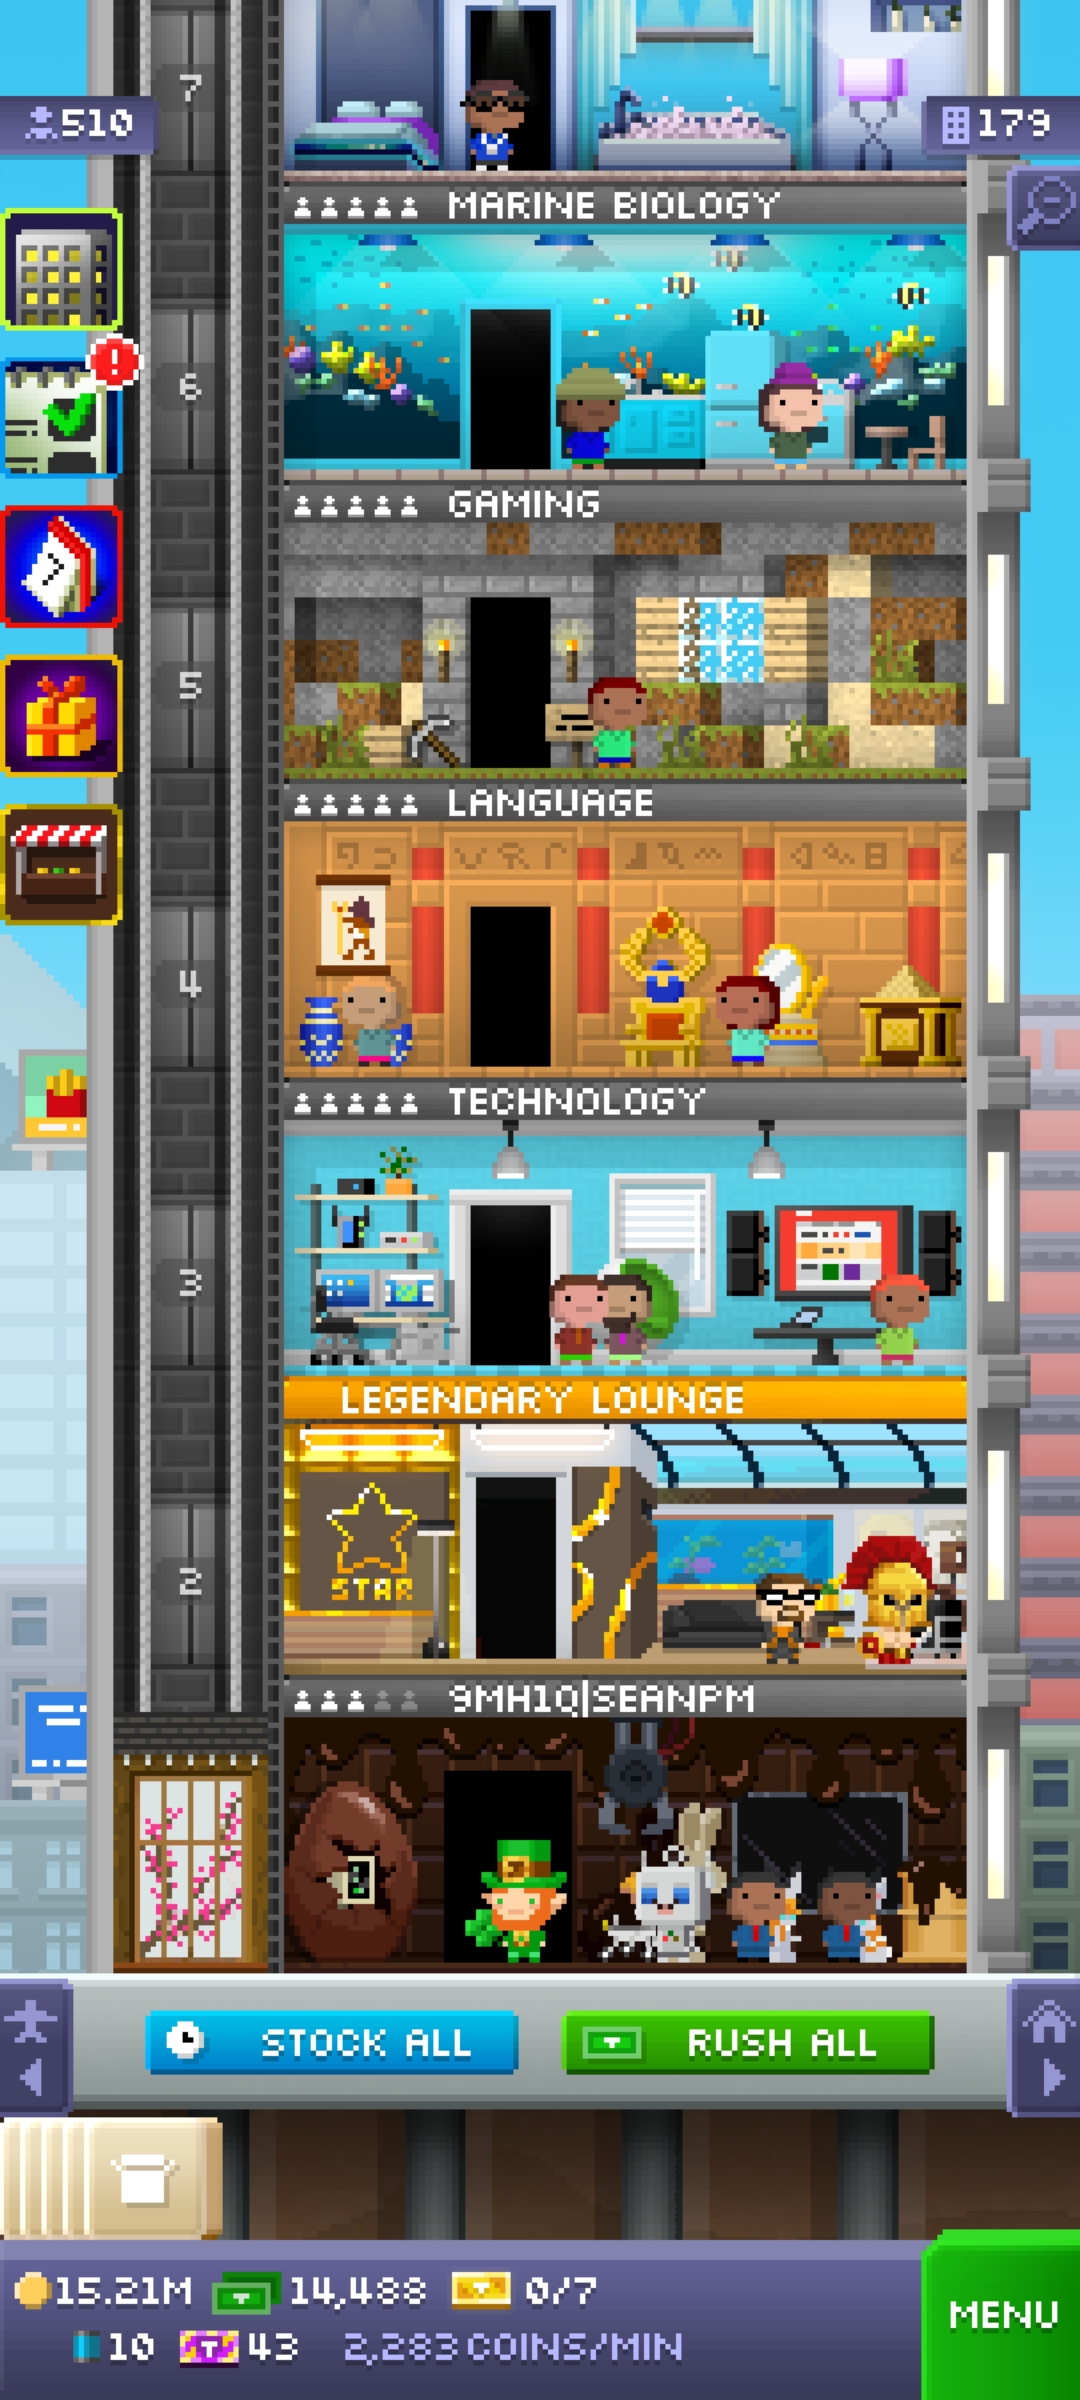 7
510
179
MARINE BIOLOGY
6
GAMING
5
LANGUAGE
4
TECHNOLOGY
3
LEGENDARY LOUNGE
STAR
2
9MH1Q|SEANPM
STOCK ALL
RUSH ALL
15.21M 14,488 0/7
MENU
10 43 2,283 COINS/MIN